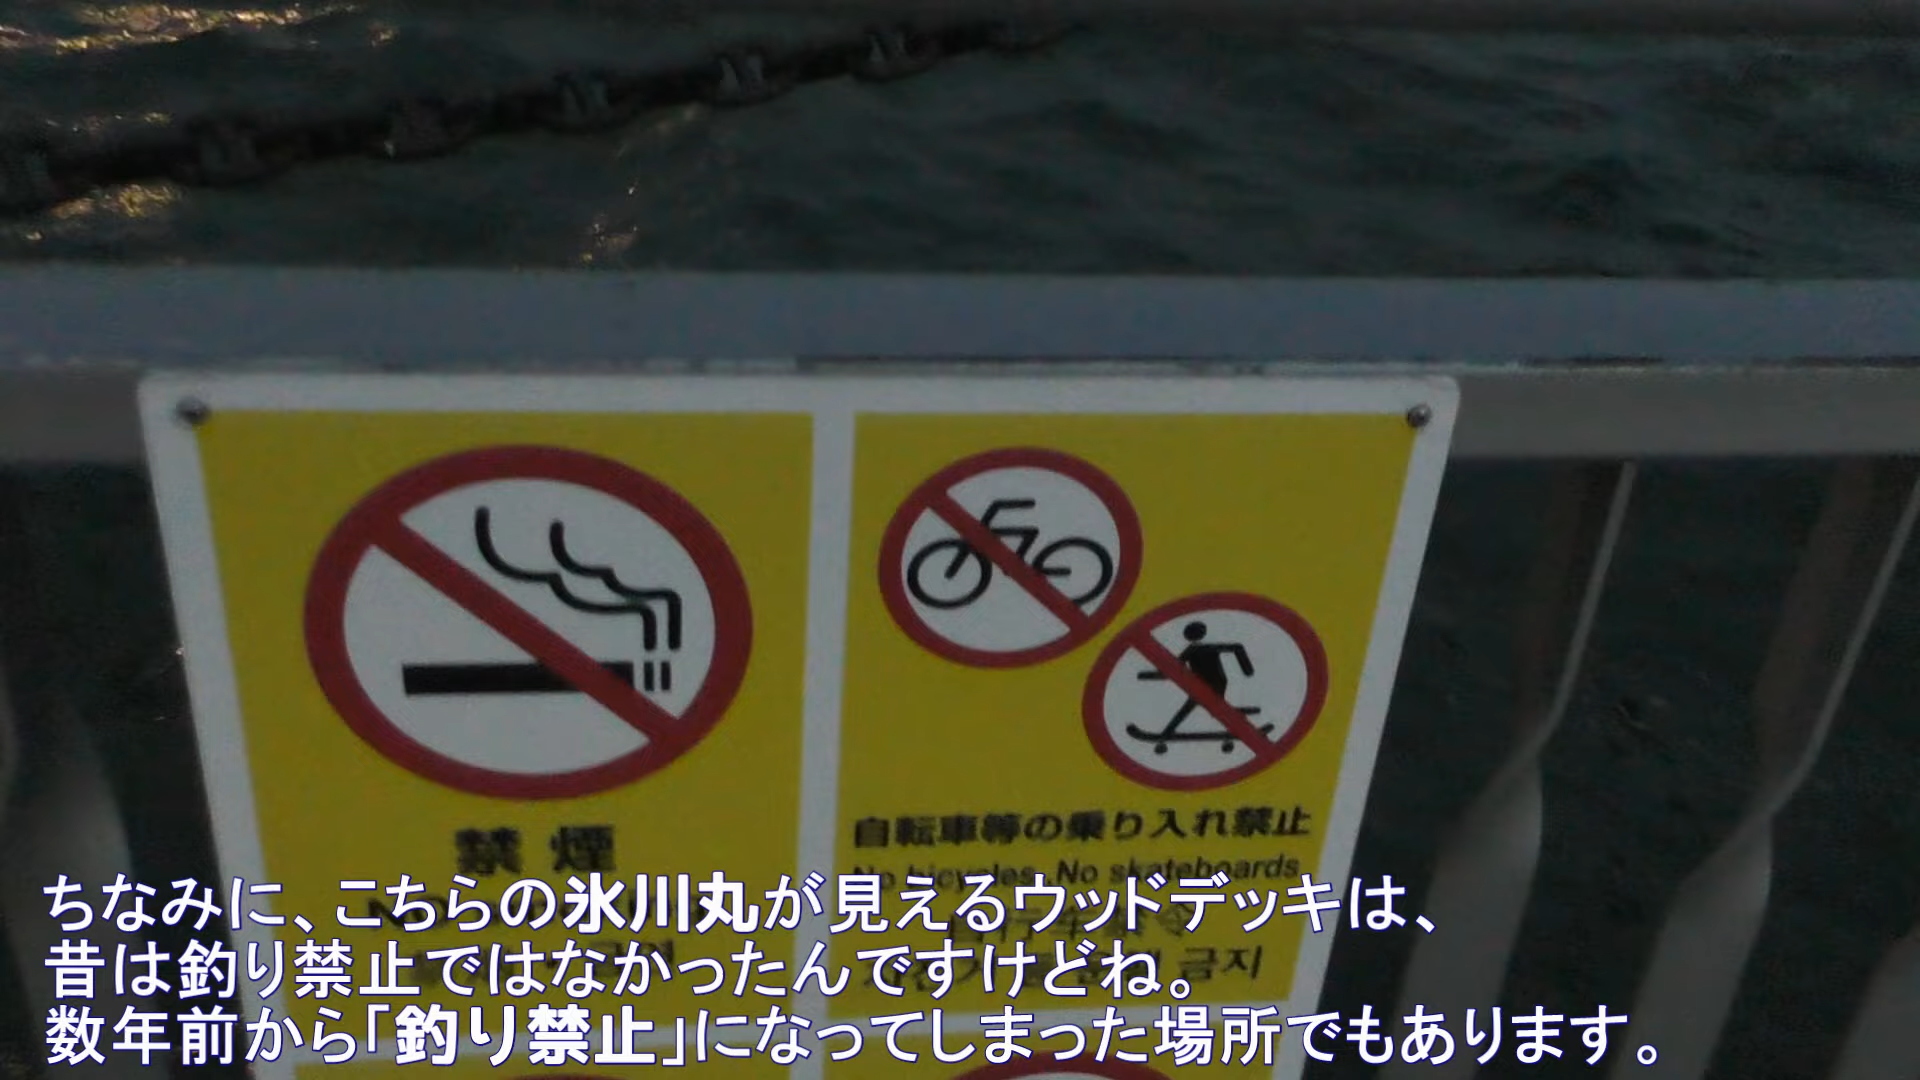 禁煙
自転車等の乗り入れ禁止
No bicycles, No skateboards
금지
ちなみに、こちらの氷川丸が見えるウッドデッキは、
昔は釣り禁止ではなかったんですけどね。
数年前から「釣り禁止」になってしまった場所でもあります。